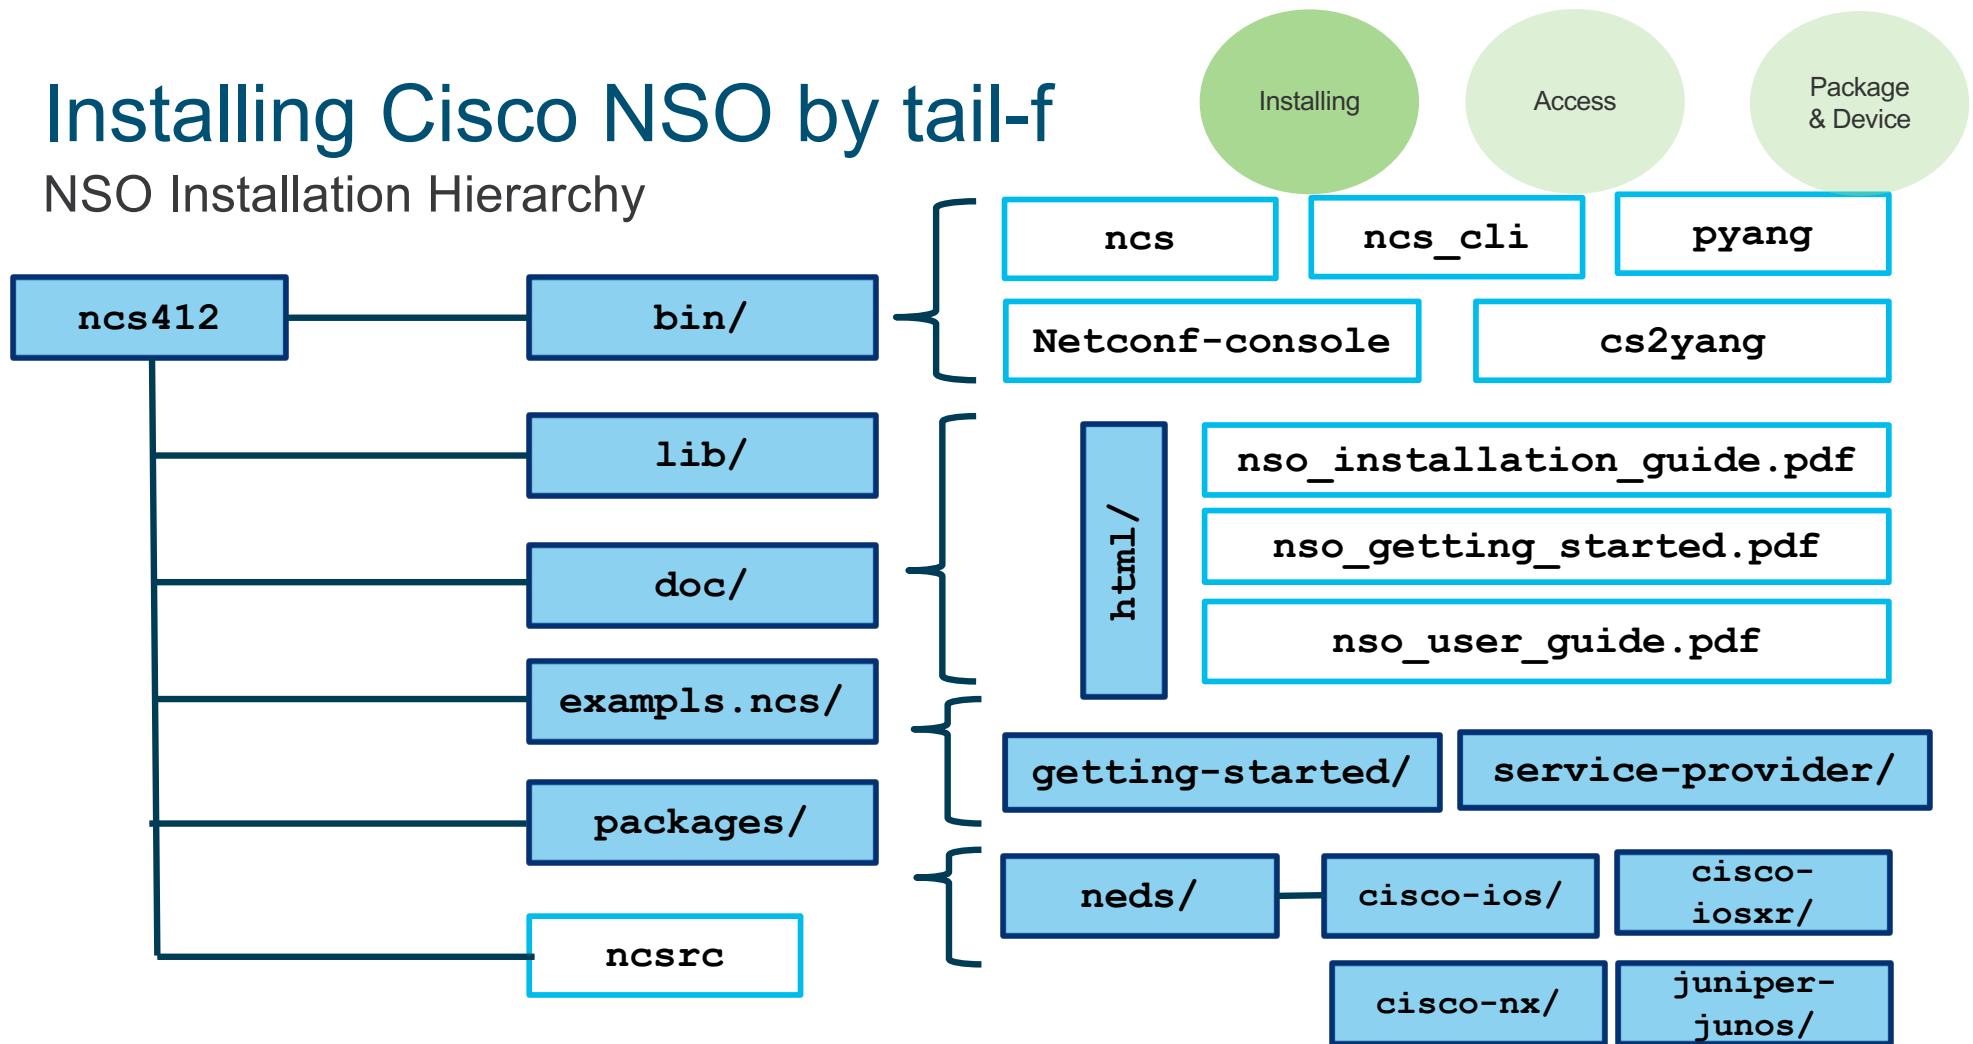 Installing
Access
Package
& Device
Installing Cisco NSO by tail-f
NSO Installation Hierarchy
ncs412
bin/
ncs
ncs_cli
pyang
Netconf-console
cs2yang
lib/
doc/
html/
nso_installation_guide.pdf
nso_getting_started.pdf
nso_user_guide.pdf
exampls.ncs/
getting-started/
service-provider/
packages/
neds/
cisco-ios/
cisco-
iosxr/
cisco-nx/
juniper-
junos/
ncsrc